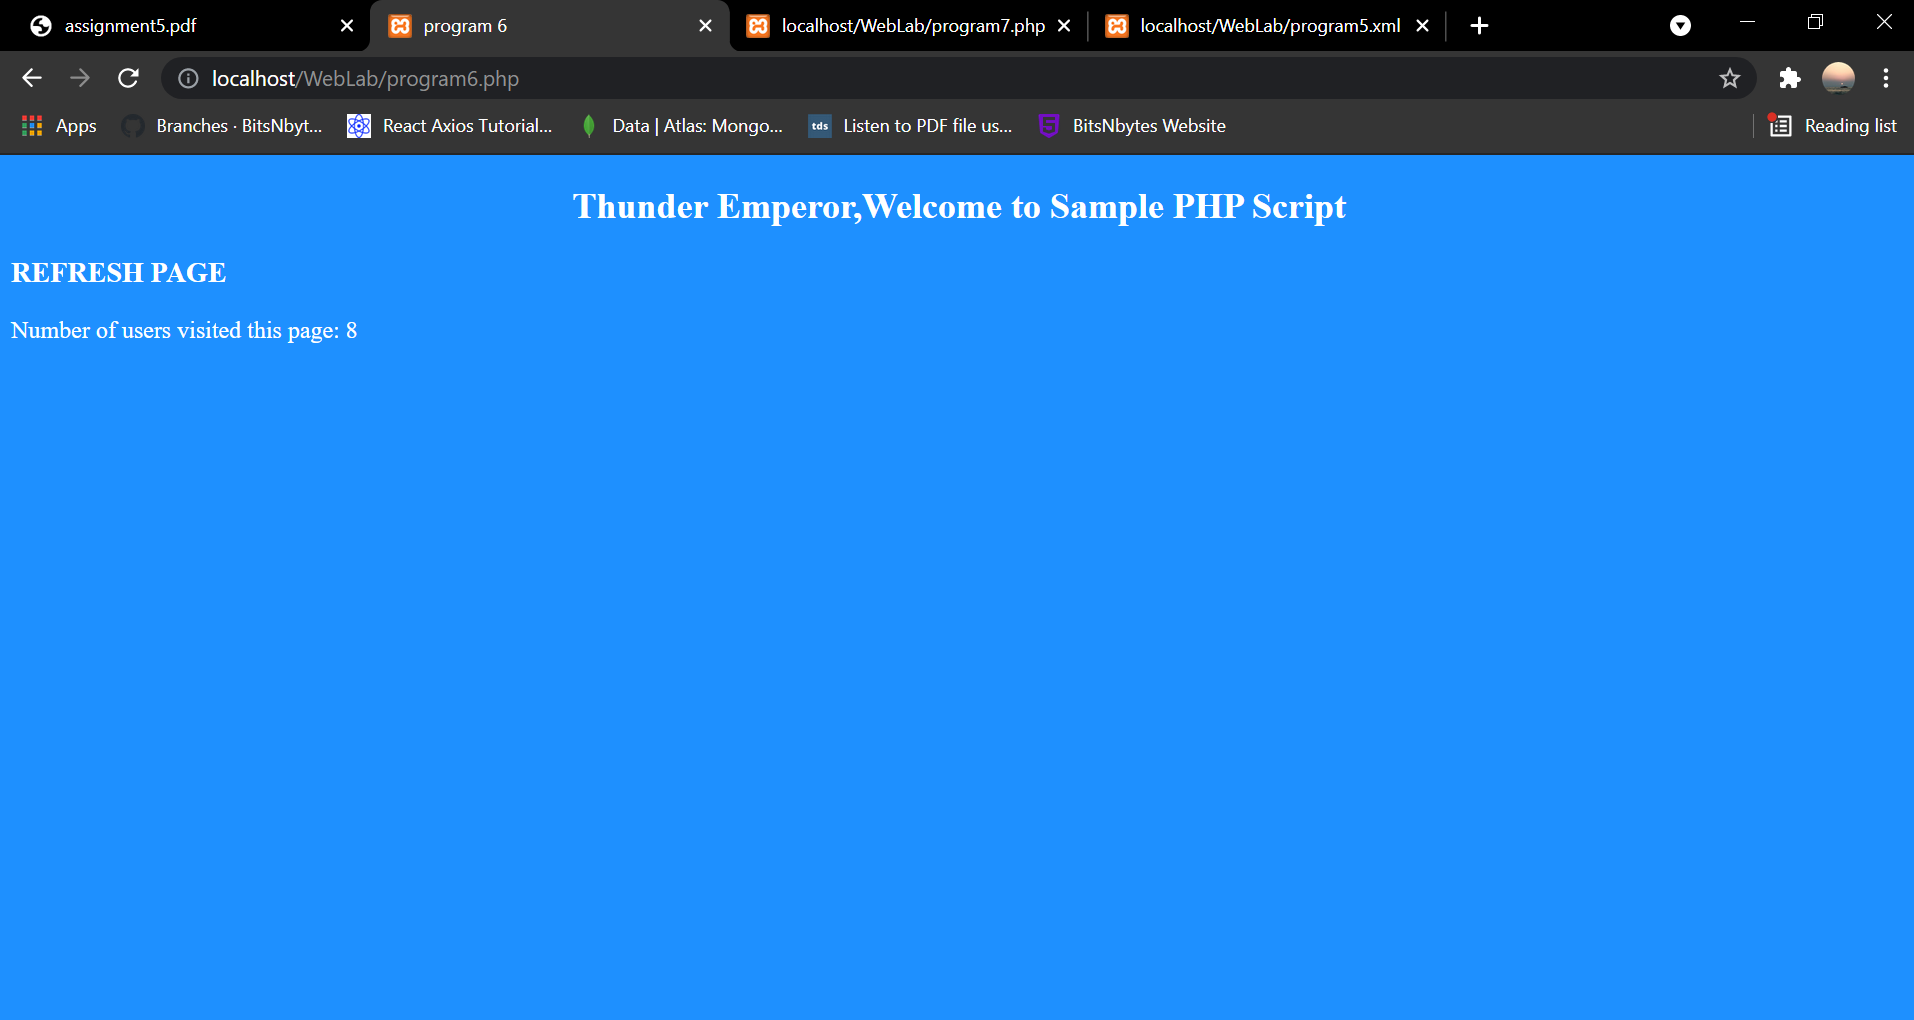 assignment5.pdf program 6 localhost/WebLab/program7.php localhost/WebLab/program5.xml
localhost/WebLab/program6.php
Apps Branches · BitsNbyt... React Axios Tutorial... Data | Atlas: Mongo... tds Listen to PDF file us... BitsNbytes Website Reading list
Thunder Emperor,Welcome to Sample PHP Script
REFRESH PAGE
Number of users visited this page: 8